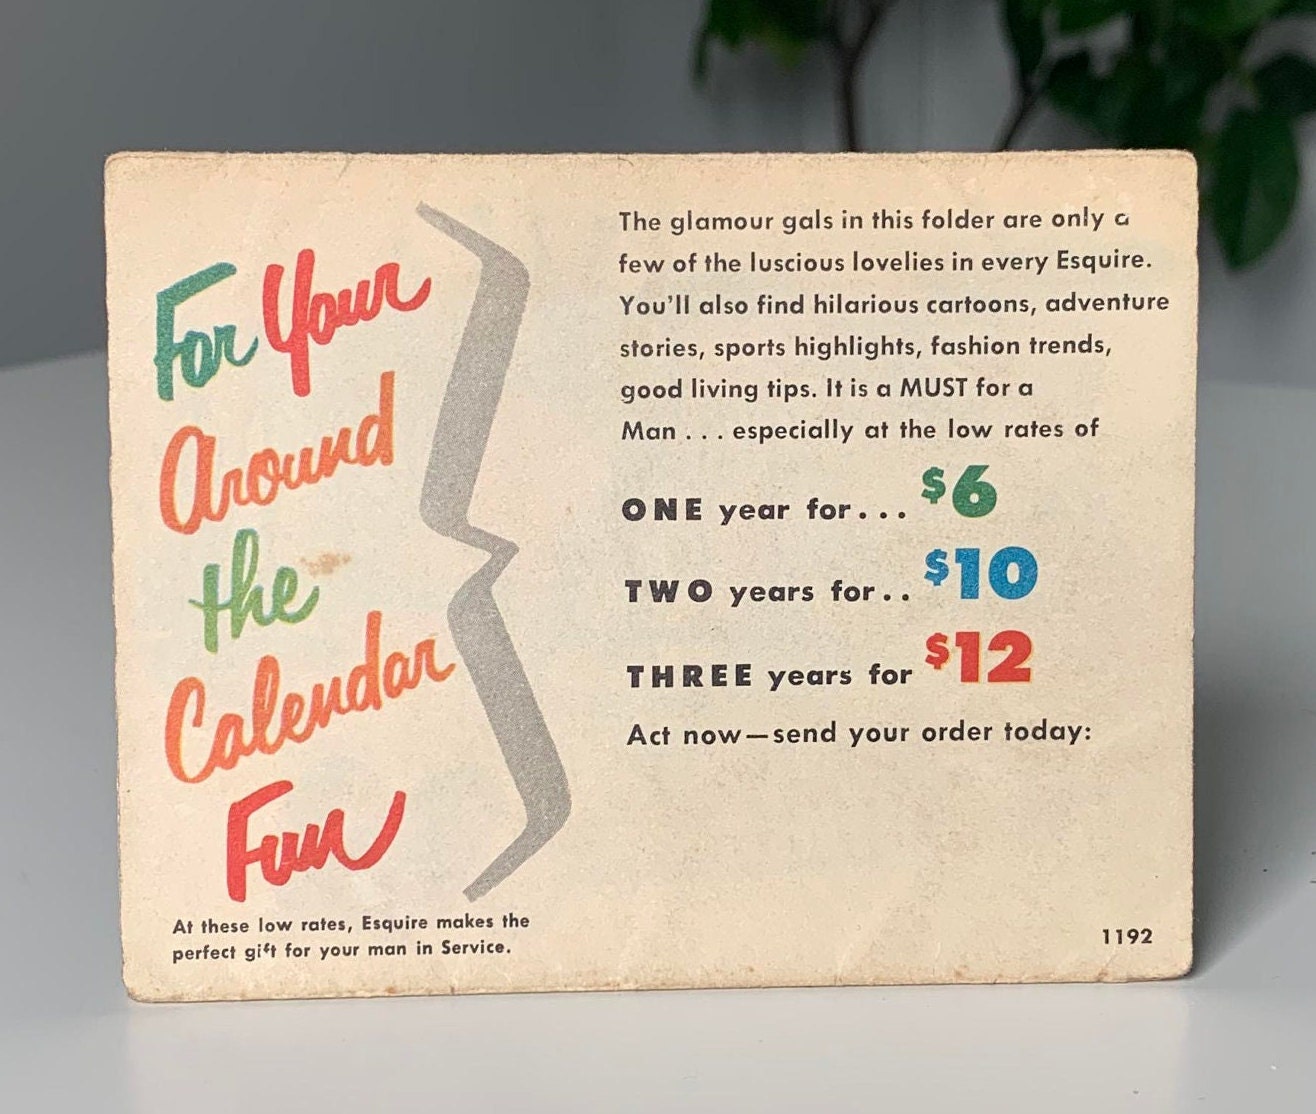 For Your
Around
the
Calendar
Fun
At these low rates, Esquire makes the
perfect gift for your man in Service.
The glamour gals in this folder are only a
few of the luscious lovelies in every Esquire.
You'll also find hilarious cartoons, adventure
stories, sports highlights, fashion trends,
good living tips. It is a MUST for a
Man . . . especially at the low rates of
ONE year for . . . $6
TWO years for . . $10
THREE years for $12
Act now—send your order today:
1192